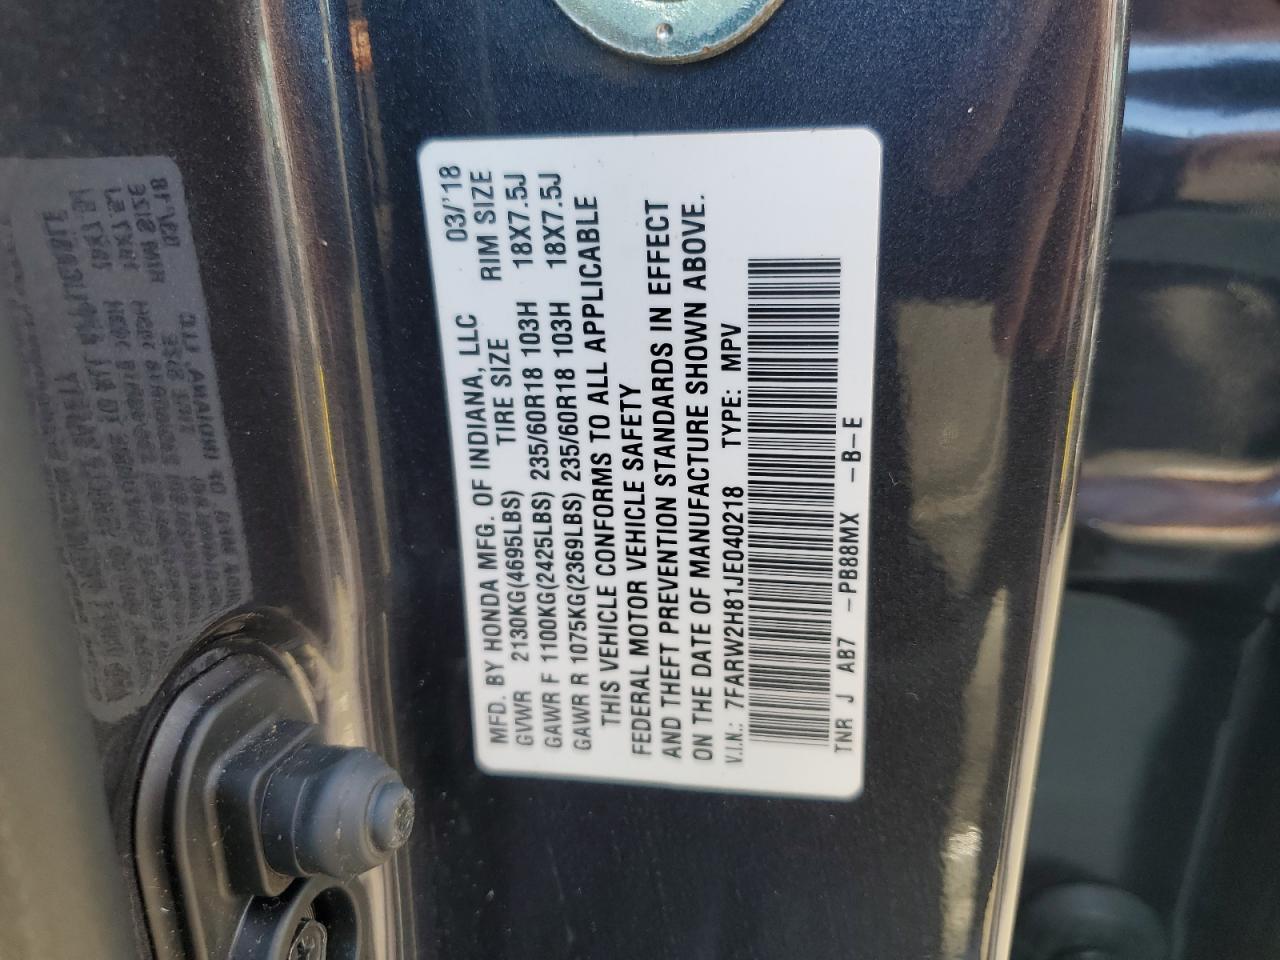 MFD. BY HONDA MFG. OF INDIANA, LLC 03/'18
GVWR 2130KG(4695LBS) TIRE SIZE RIM SIZE
GAWR F 1100KG(2425LBS) 235/60R18 103H 18X7.5J
GAWR R 1075KG(2369LBS) 235/60R18 103H 18X7.5J
THIS VEHICLE CONFORMS TO ALL APPLICABLE
FEDERAL MOTOR VEHICLE SAFETY
AND THEFT PREVENTION STANDARDS IN EFFECT
ON THE DATE OF MANUFACTURE SHOWN ABOVE.
V.I.N.: 7FARW2H81JE040218 TYPE: MPV
TNR J AB7 -PB88MX -B-E